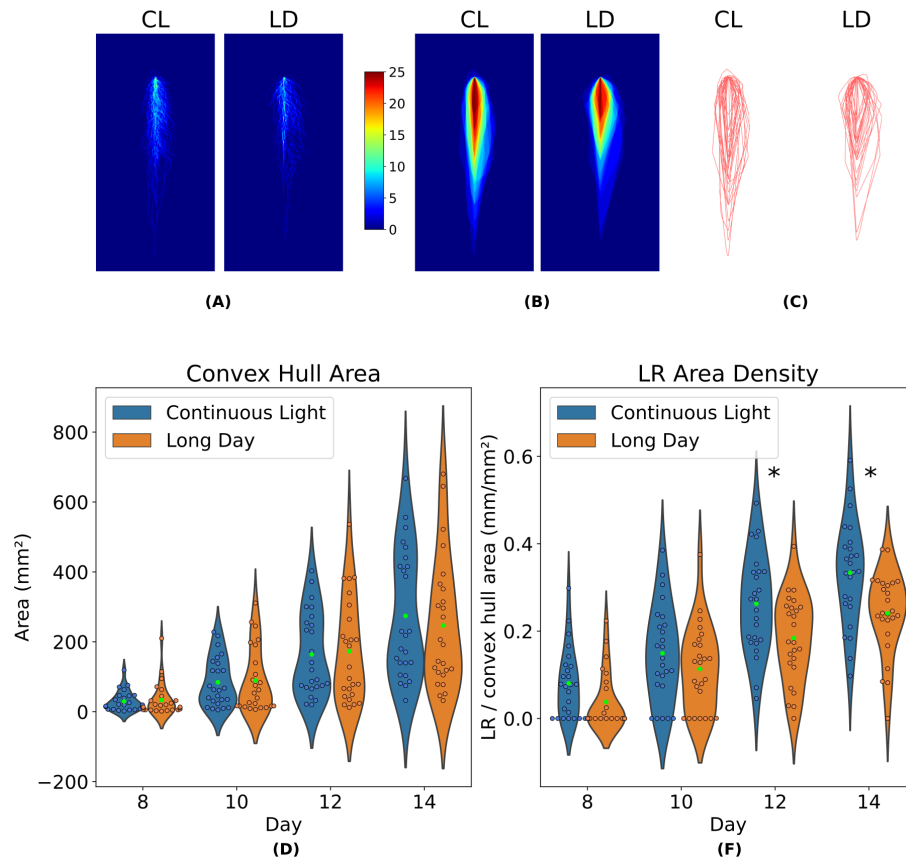 CL LD CL LD CL LD
25
20
15
10
5
0
(A) (B) (C)
Convex Hull Area
Continuous Light
Long Day
800
600
400
200
0
−200
Area (mm²)
8 10 12 14
Day
(D)
LR Area Density
Continuous Light
Long Day
* *
0.6
0.4
0.2
0.0
LR / convex hull area (mm/mm²)
8 10 12 14
Day
(F)